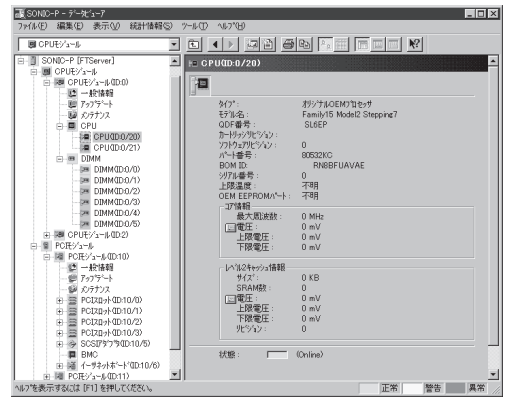 SONIC-P - データビューア
ファイル(F) 編集(E) 表示(V) 統計情報(S) ツール(T) ヘルプ(H)
CPUモジュール
SONIC-P [FTServer]
CPUモジュール
CPUモジュール(ID:0)
一般情報
アップデート
メンテナンス
CPU
CPU(ID:0/20)
CPU(ID:0/21)
DIMM
DIMM(ID:0/0)
DIMM(ID:0/1)
DIMM(ID:0/2)
DIMM(ID:0/3)
DIMM(ID:0/4)
DIMM(ID:0/5)
CPUモジュール(ID:2)
PCIモジュール
PCIモジュール(ID:10)
一般情報
アップデート
メンテナンス
PCIスロット(ID:10/0)
PCIスロット(ID:10/1)
PCIスロット(ID:10/2)
PCIスロット(ID:10/3)
SCSIアダプタ(ID:10/5)
BMC
イーサネットボード(ID:10/6)
PCIモジュール(ID:11)
CPU(ID:0/20)
タイプ: オリジナルOEMプロセッサ
モデル名: Family15 Model2 Stepping7
QDF番号: SL6EP
カートリッジリビジョン:
ソフトウェアリビジョン: 0
パート番号: 80532KC
BOM ID: RN8BFUAVAE
シリアル番号: 0
上限温度: 不明
OEM EEPROMパート: 不明
コア情報
最大周波数: 0 MHz
電圧: 0 mV
上限電圧: 0 mV
下限電圧: 0 mV
レベル2キャッシュ情報
サイズ: 0 KB
SRAM数: 0
電圧: 0 mV
上限電圧: 0 mV
下限電圧: 0 mV
リビジョン: 0
状態: (Online)
ヘルプを表示するには [F1] を押してください。
正常 警告 異常